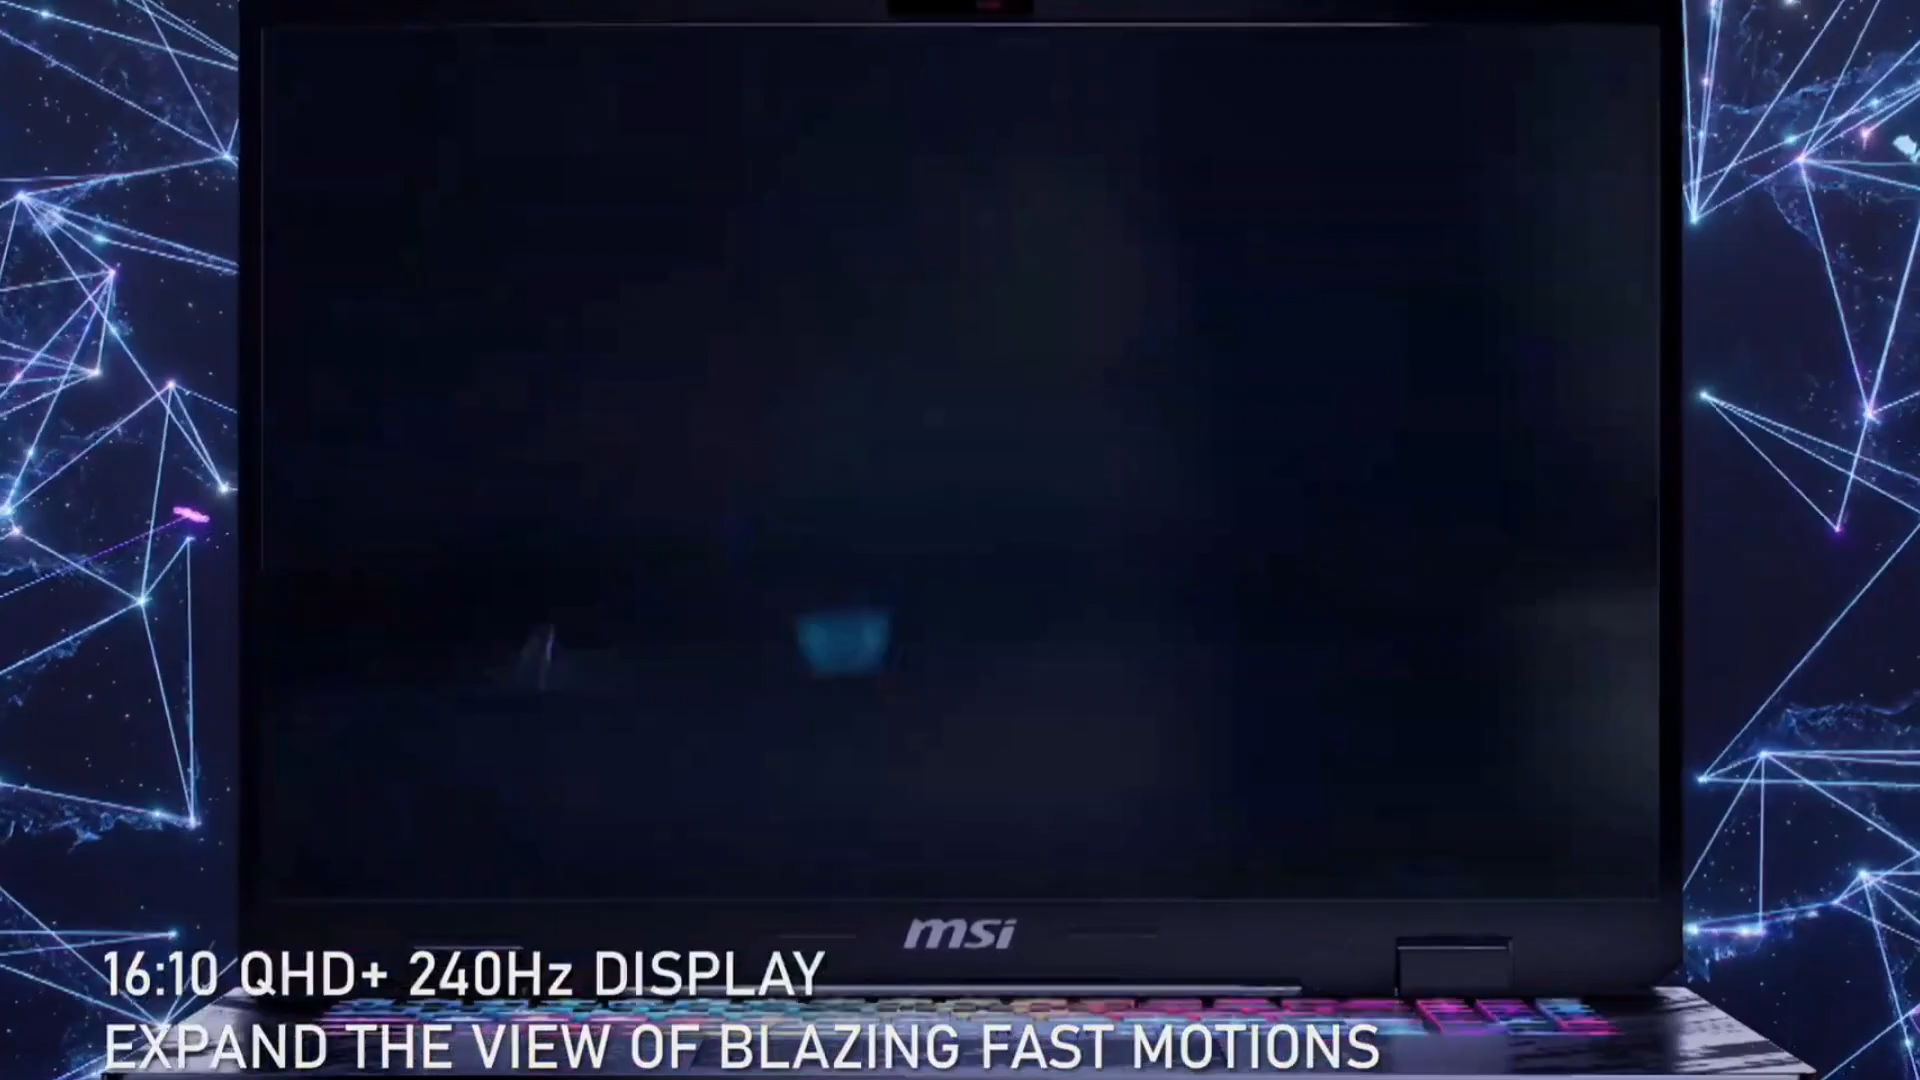 msi
16:10 QHD+ 240Hz DISPLAY
EXPAND THE VIEW OF BLAZING FAST MOTIONS